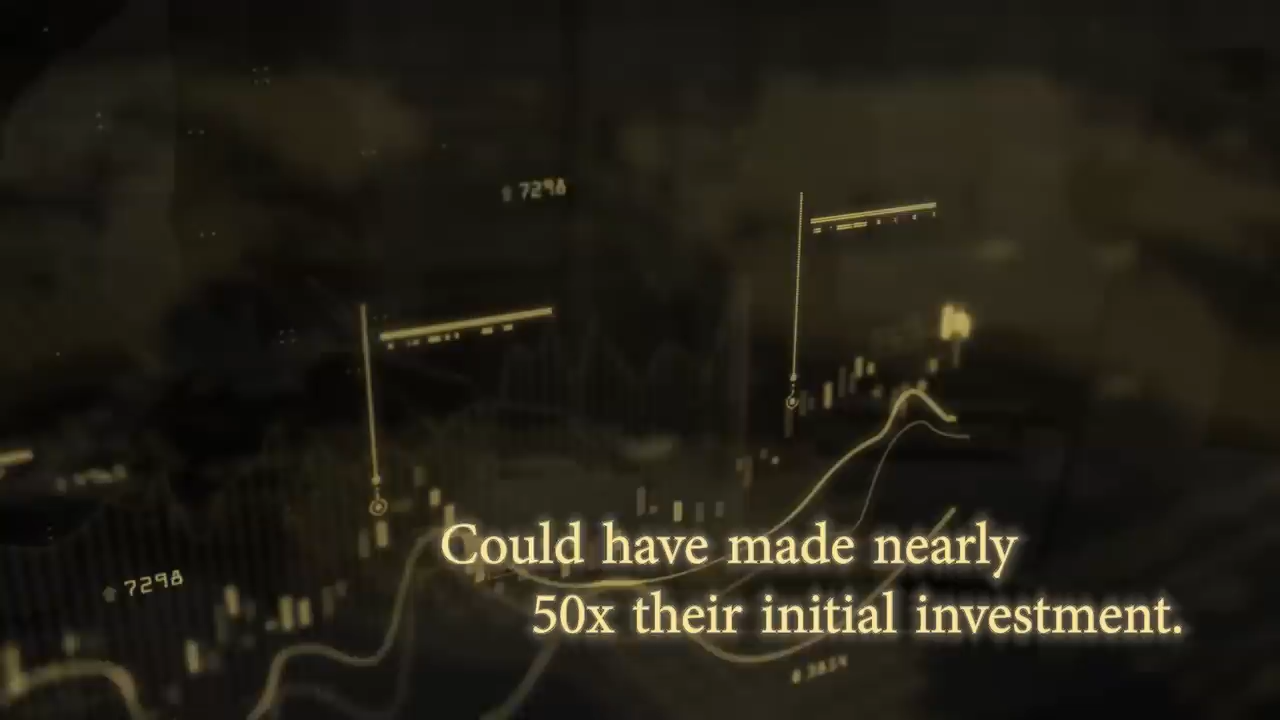 7298
7298
Could have made nearly
50x their initial investment.